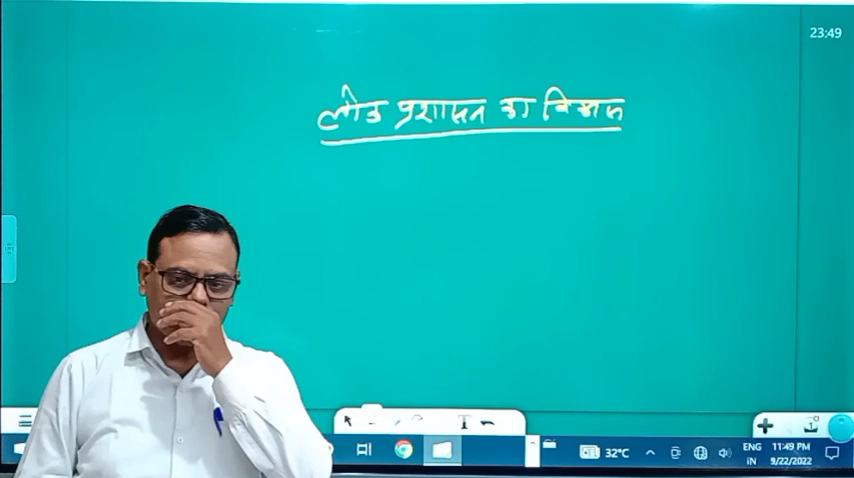 23:49
लोक प्रशासन का विकास
T
32°C
ENG
IN
11:49 PM
9/22/2022